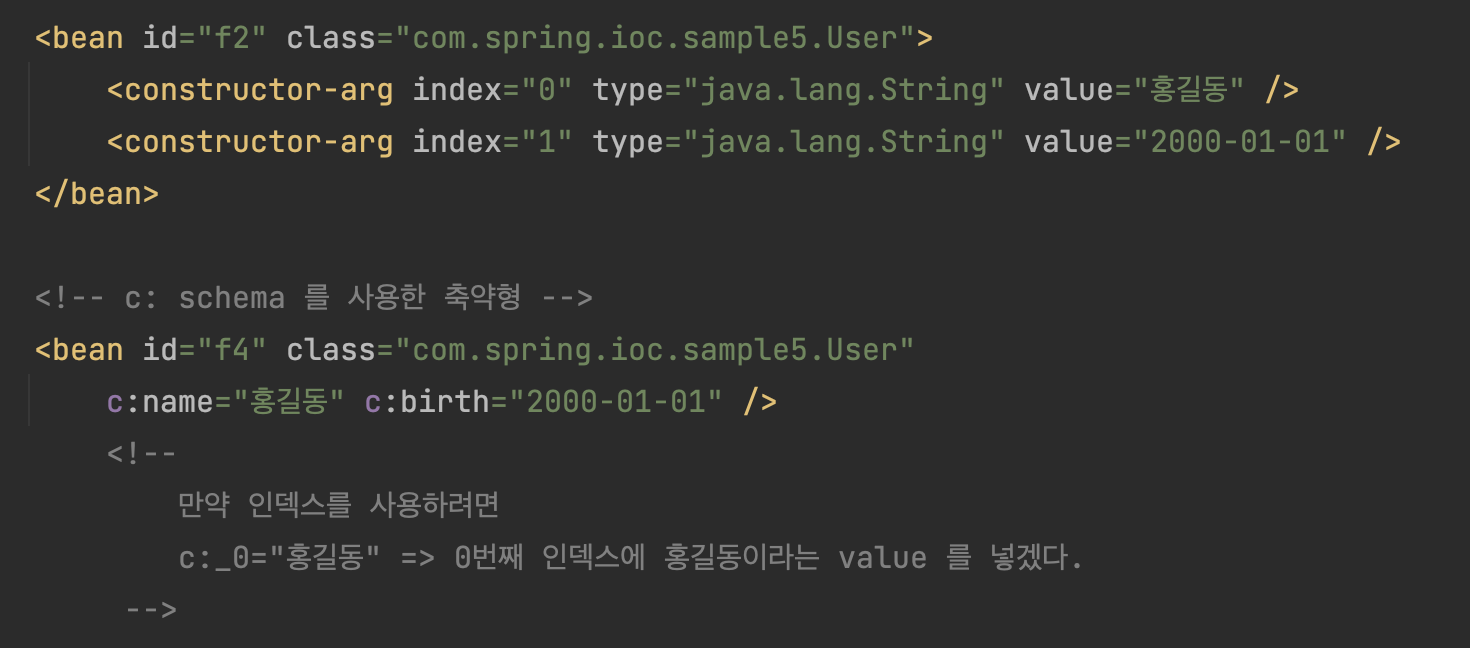 <bean id="f2" class="com.spring.ioc.sample5.User">
<constructor-arg index="0" type="java.lang.String" value="홍길동" />
<constructor-arg index="1" type="java.lang.String" value="2000-01-01" />
</bean>
<!-- c: schema 를 사용한 축약형 -->
<bean id="f4" class="com.spring.ioc.sample5.User"
c:name="홍길동" c:birth="2000-01-01" />
<!--
만약 인덱스를 사용하려면
c:_0="홍길동" => 0번째 인덱스에 홍길동이라는 value 를 넣겠다.
-->